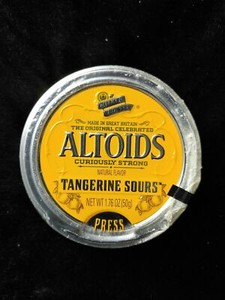 MADE IN GREAT BRITAIN
THE ORIGINAL CELEBRATED
ALTOIDS
CURIOUSLY STRONG
NATURAL FLAVOR
TANGERINE SOURS
NET WT 1.76 OZ (50g)
PRESS